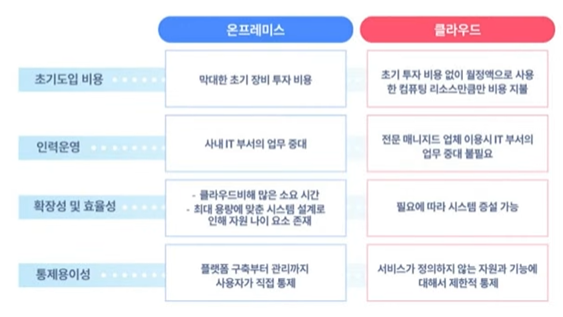 온프레미스
클라우드
초기도입 비용
막대한 초기 장비 투자 비용
초기 투자 비용 없이 월정액으로 사용
한 컴퓨팅 리소스만큼만 비용 지불
인력운영
사내 IT 부서의 업무 중대
전문 매니지드 업체 이용시 IT 부서의
업무 중대 불필요
확장성 및 효율성
- 클라우드비해 많은 소요 시간
- 최대 용량에 맞춘 시스템 설계로
인해 자원 나이 요소 존재
필요에 따라 시스템 증설 가능
통제용이성
플랫폼 구축부터 관리까지
사용자가 직접 통제
서비스가 정의하지 않는 자원과 기능에
대해서 제한적 통제